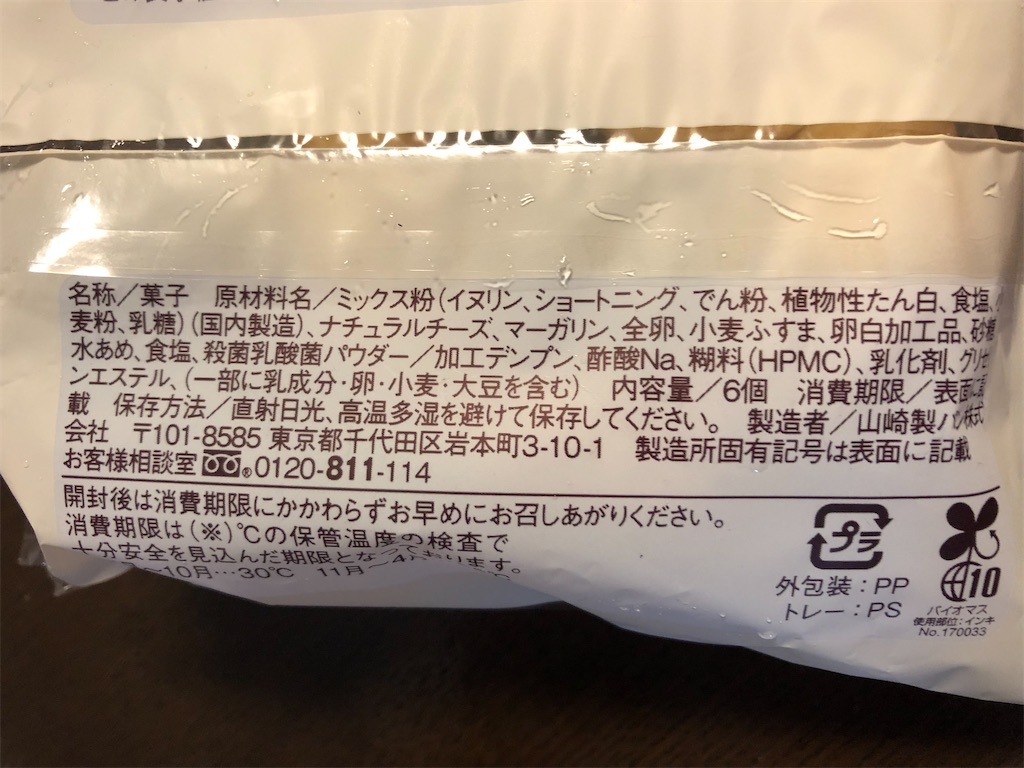 名称／菓子　原材料名／ミックス粉（イヌリン、ショートニング、でん粉、植物性たん白、食塩、小
麦粉、乳糖）（国内製造）、ナチュラルチーズ、マーガリン、全卵、小麦ふすま、卵白加工品、砂糖
水あめ、食塩、殺菌乳酸菌パウダー／加工デンプン、酢酸Na、糊料（HPMC）、乳化剤、グリセ
ンエステル、（一部に乳成分・卵・小麦・大豆を含む）　内容量／6個　消費期限／表面に記
載　保存方法／直射日光、高温多湿を避けて保存してください。　製造者／山崎製パン株式
会社　〒101-8585 東京都千代田区岩本町3-10-1　製造所固有記号は表面に記載
お客様相談室 ® 0120-811-114
開封後は消費期限にかかわらずお早めにお召しあがりください。
消費期限は（※）℃の保管温度の検査で
十分安全を見込んだ期限となっております。
～10月…30℃　11月～4月
プラ
外包装：PP
トレー：PS
10
バイオマス
使用部位：インキ
No.170033